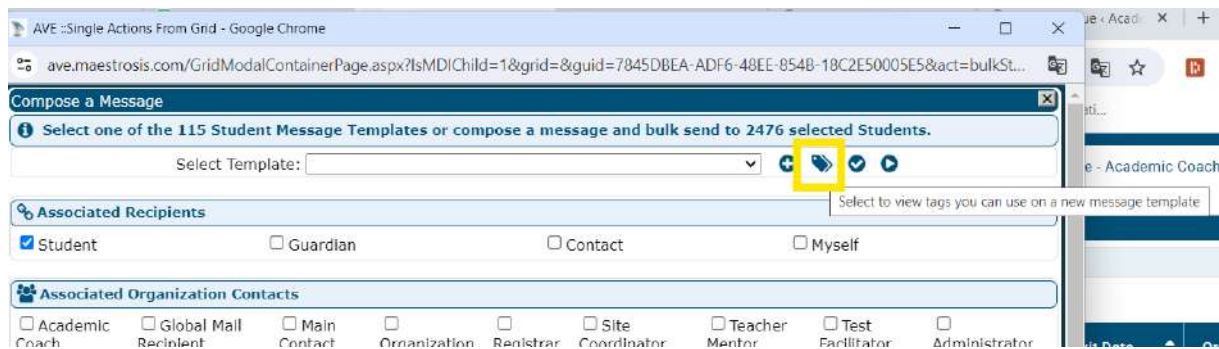 AVE ::Single Actions From Grid - Google Chrome
ave.maestrosis.com/GridModalContainerPage.aspx?IsMDIChild=1&grid=&guid=7845DBEA-ADF6-48EE-854B-18C2E50005E5&act=bulkSt...
Compose a Message
Select one of the 115 Student Message Templates or compose a message and bulk send to 2476 selected Students.
Select Template:
e - Academic Coach
Select to view tags you can use on a new message template
Associated Recipients
Student Guardian Contact Myself
Associated Organization Contacts
Academic Coach
Global Mail Recipient
Main Contact
Organization
Registrar
Site Coordinator
Teacher Mentor
Test Facilitator
Administrator